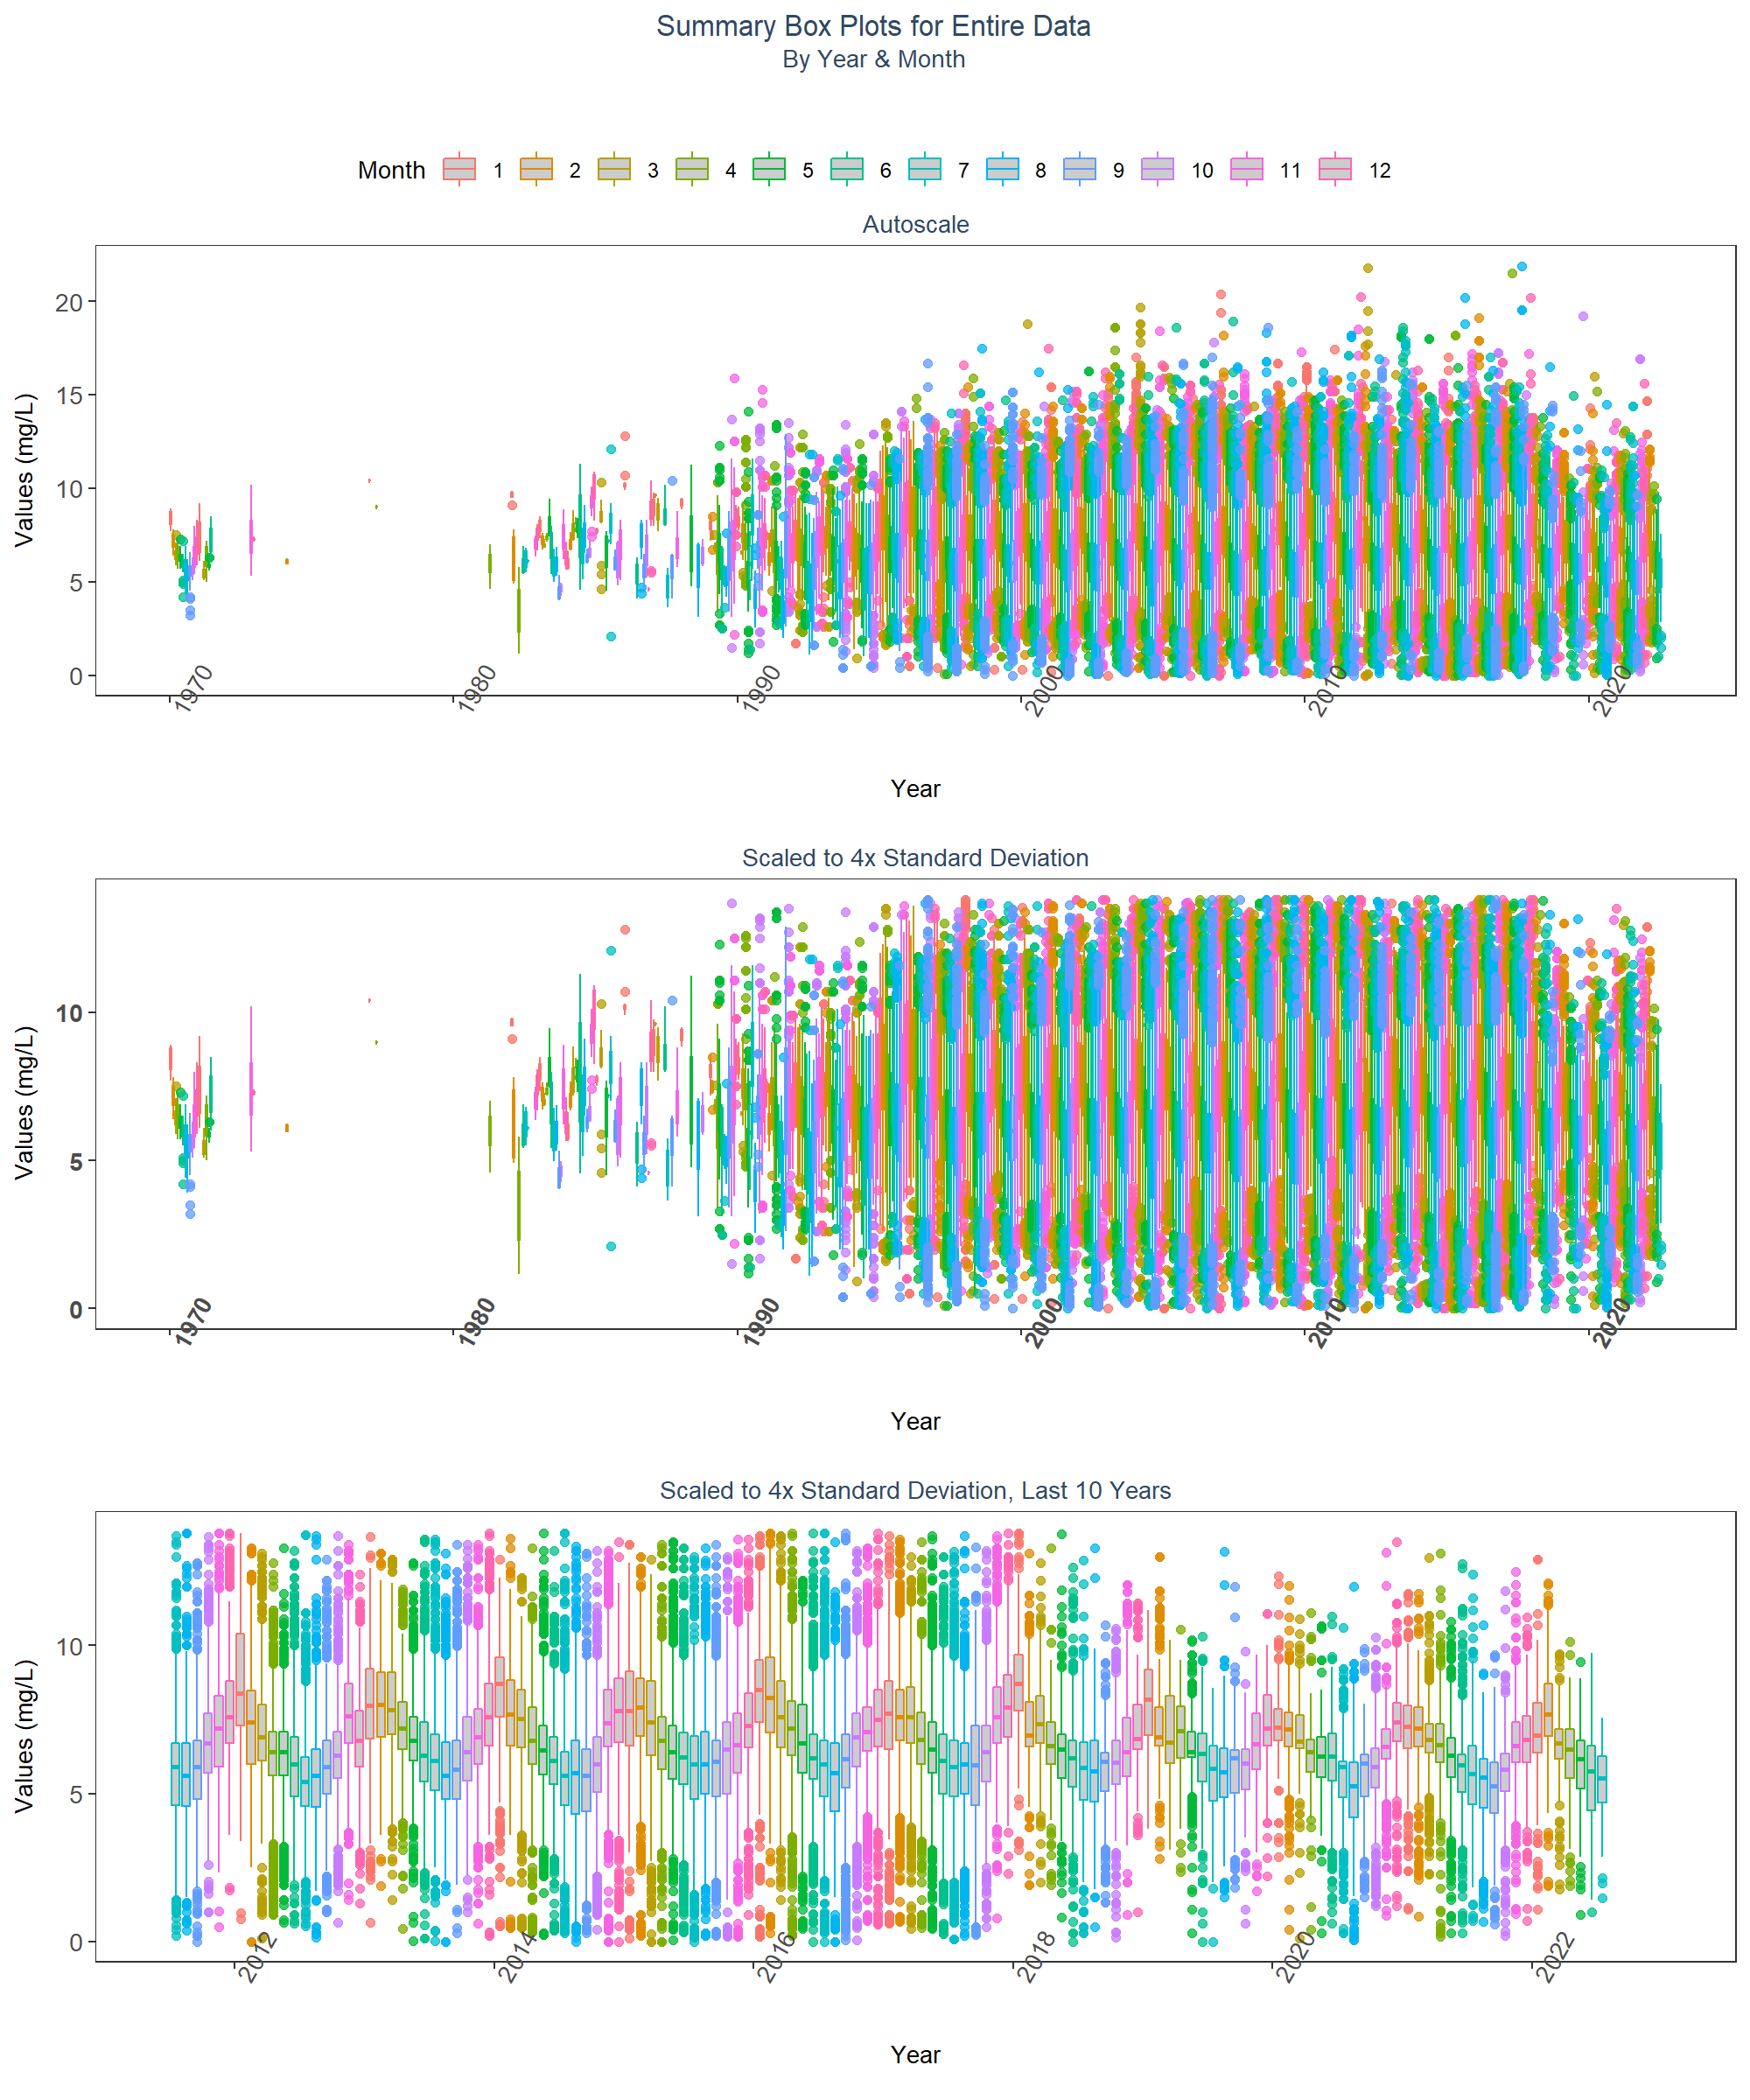 Summary Box Plots for Entire Data
By Year & Month
Month 1 2 3 4 5 6 7 8 9 10 11 12
Autoscale
Values (mg/L)
20
15
10
5
0
1970 1980 1990 2000 2010 2020
Year
Scaled to 4x Standard Deviation
Values (mg/L)
10
5
0
1970 1980 1990 2000 2010 2020
Year
Scaled to 4x Standard Deviation, Last 10 Years
Values (mg/L)
10
5
0
2012 2014 2016 2018 2020 2022
Year